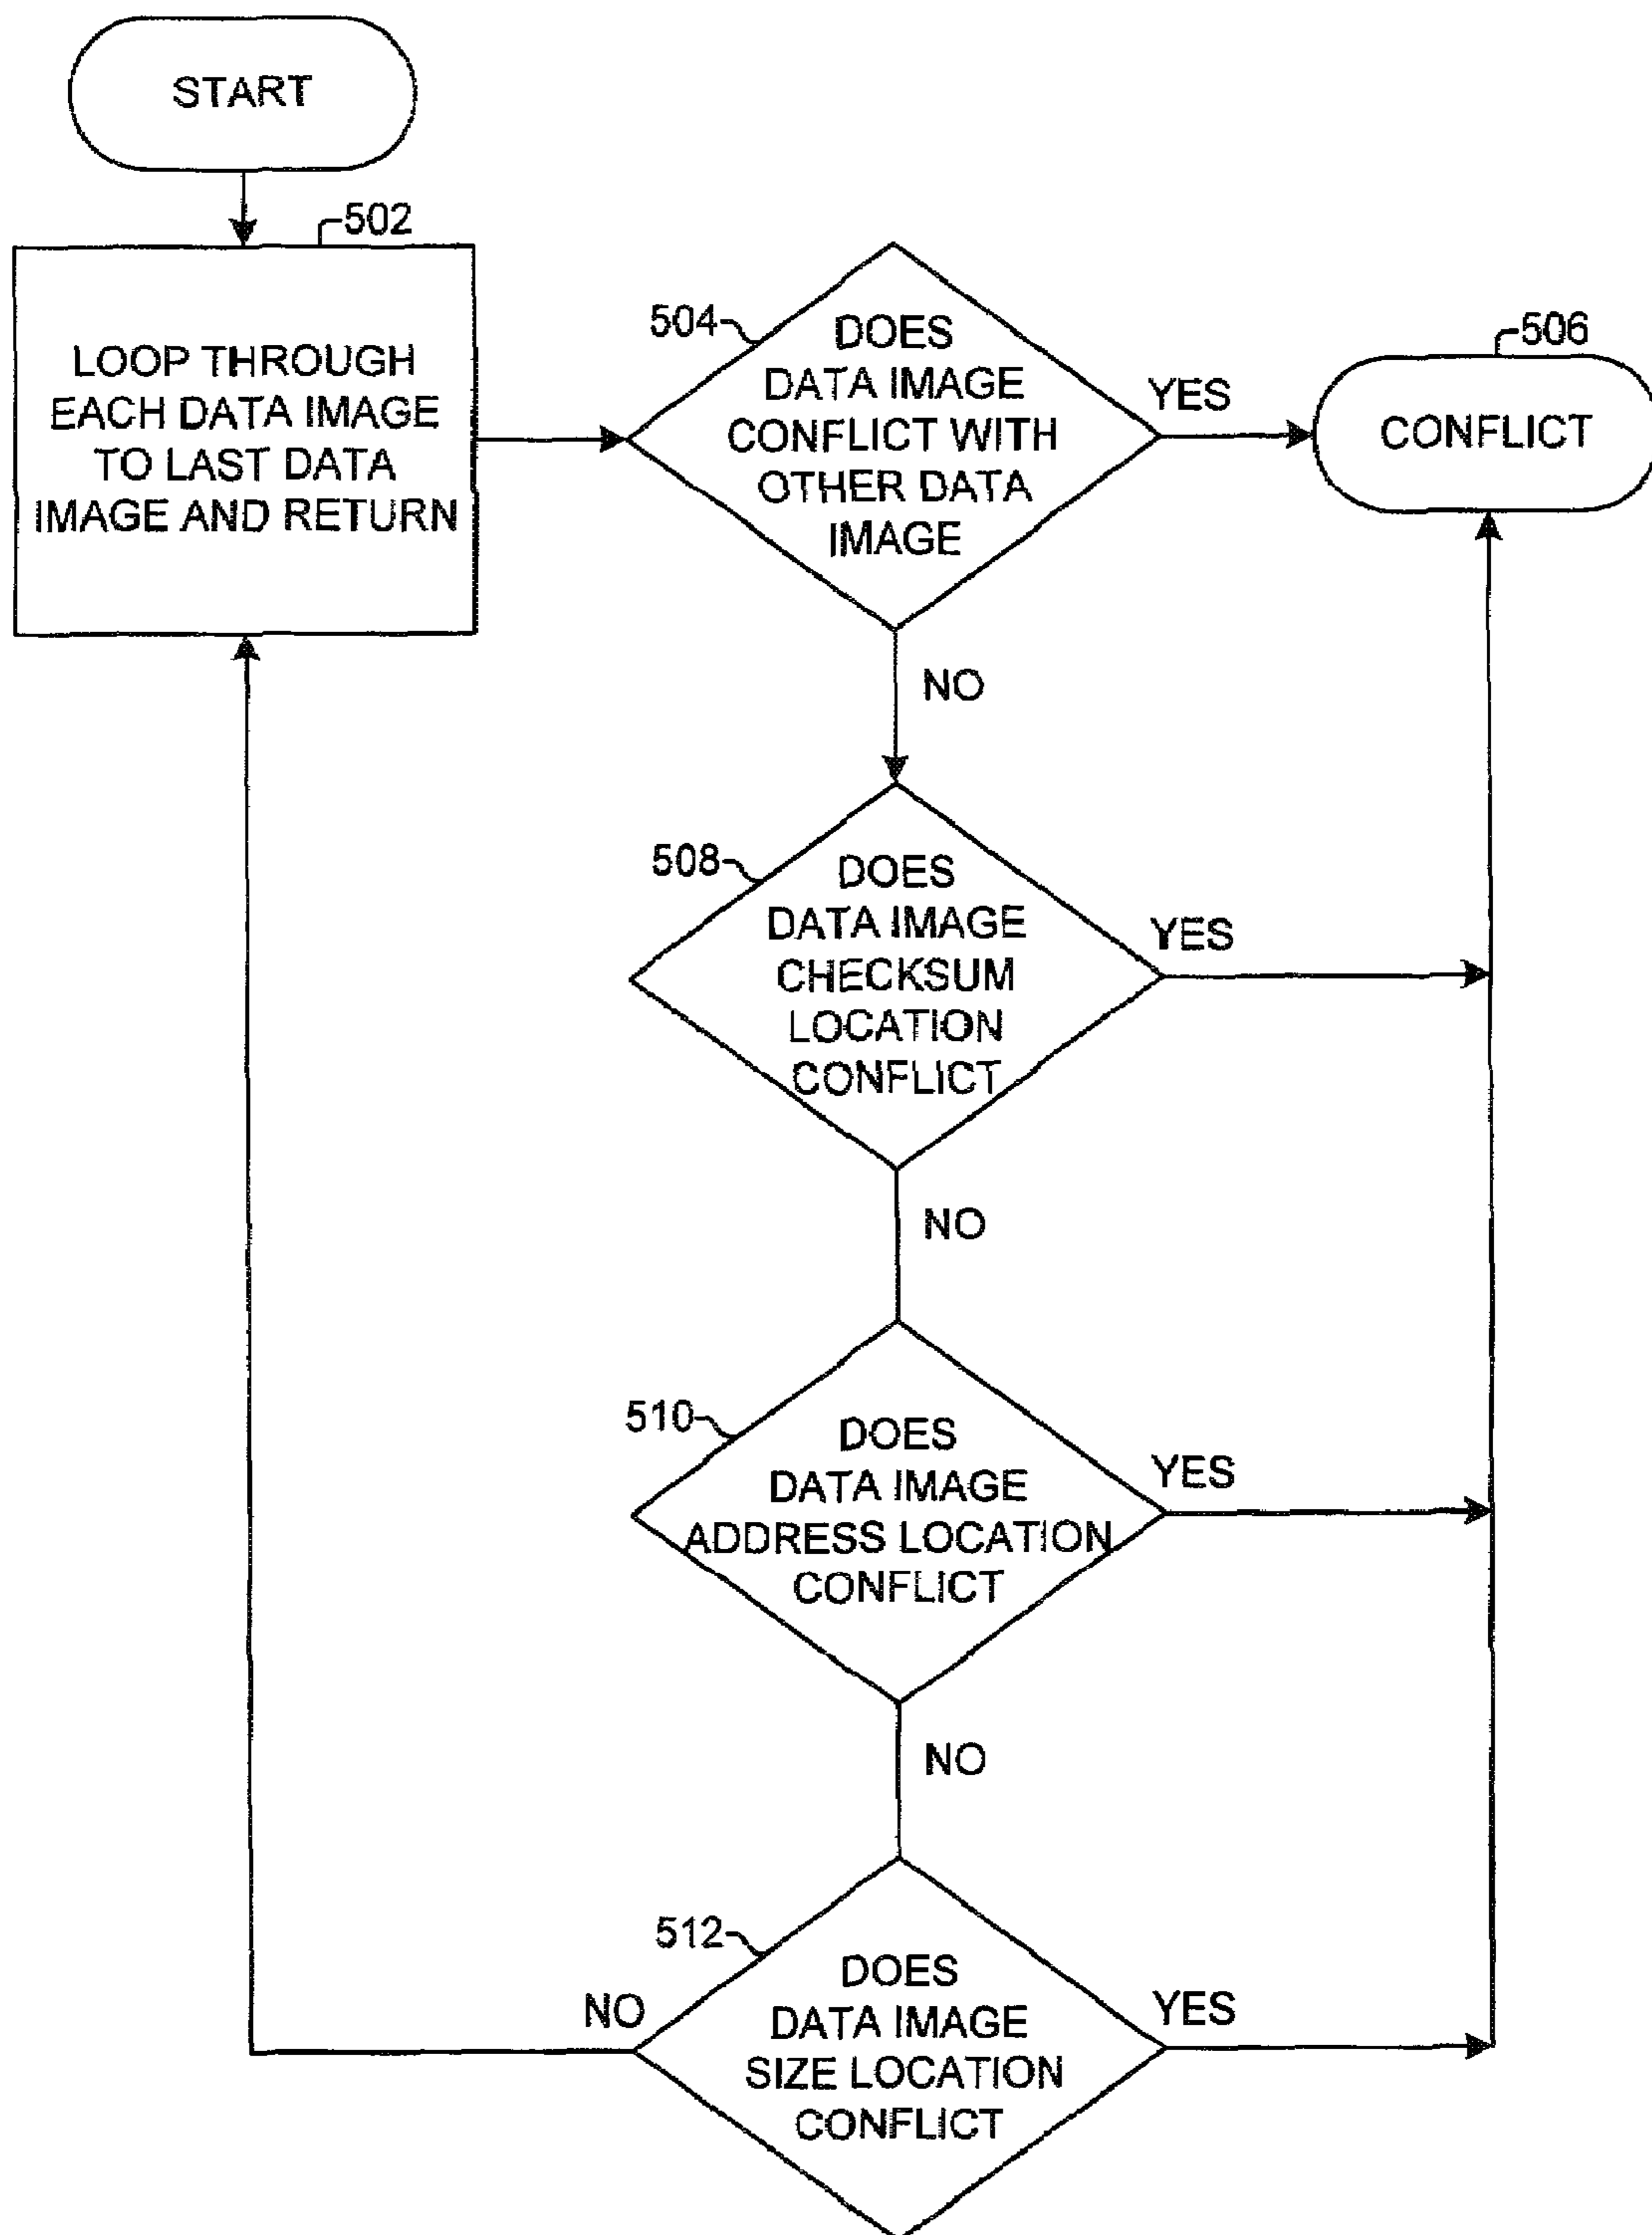 START
502
LOOP THROUGH
EACH DATA IMAGE
TO LAST DATA
IMAGE AND RETURN
504
DOES
DATA IMAGE
CONFLICT WITH
OTHER DATA
IMAGE
YES
506
CONFLICT
NO
508
DOES
DATA IMAGE
CHECKSUM
LOCATION
CONFLICT
YES
NO
510
DOES
DATA IMAGE
ADDRESS LOCATION
CONFLICT
YES
NO
512
DOES
DATA IMAGE
SIZE LOCATION
CONFLICT
NO
YES